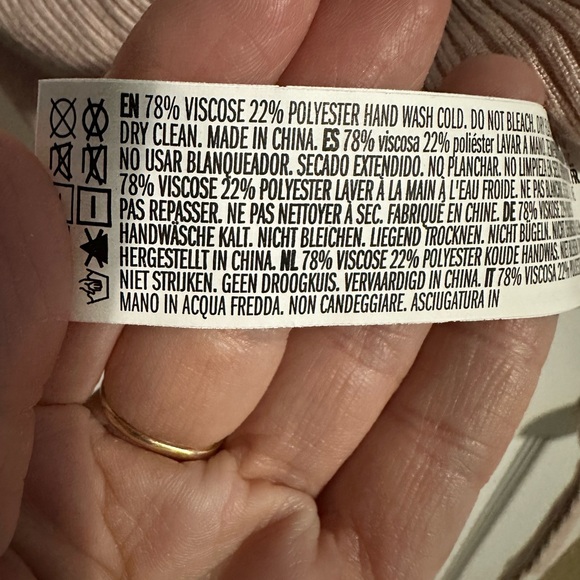 EN 78% VISCOSE 22% POLYESTER HAND WASH COLD. DO NOT BLEACH.
DRY CLEAN. MADE IN CHINA. ES 78% viscosa 22% poliéster LAVAR A MANO
NO USAR BLANQUEADOR. SECADO EXTENDIDO. NO PLANCHAR. NO LIMPIEZA
78% VISCOSE 22% POLYESTER LAVER À LA MAIN À L'EAU FROIDE. NE PAS
PAS REPASSER. NE PAS NETTOYER À SEC. FABRIQUÉ EN CHINE. DE 78%
HANDWÄSCHE KALT. NICHT BLEICHEN. LIEGEND TROCKNEN. NICHT BÜGELN.
HERGESTELLT IN CHINA. NL 78% VISCOSE 22% POLYESTER KOUDE HANDWAS.
NIET STRIJKEN. GEEN DROOGKUIS. VERVAARDIGD IN CHINA. IT 78% VISCOSA
MANO IN ACQUA FREDDA. NON CANDEGGIARE. ASCIUGATURA IN